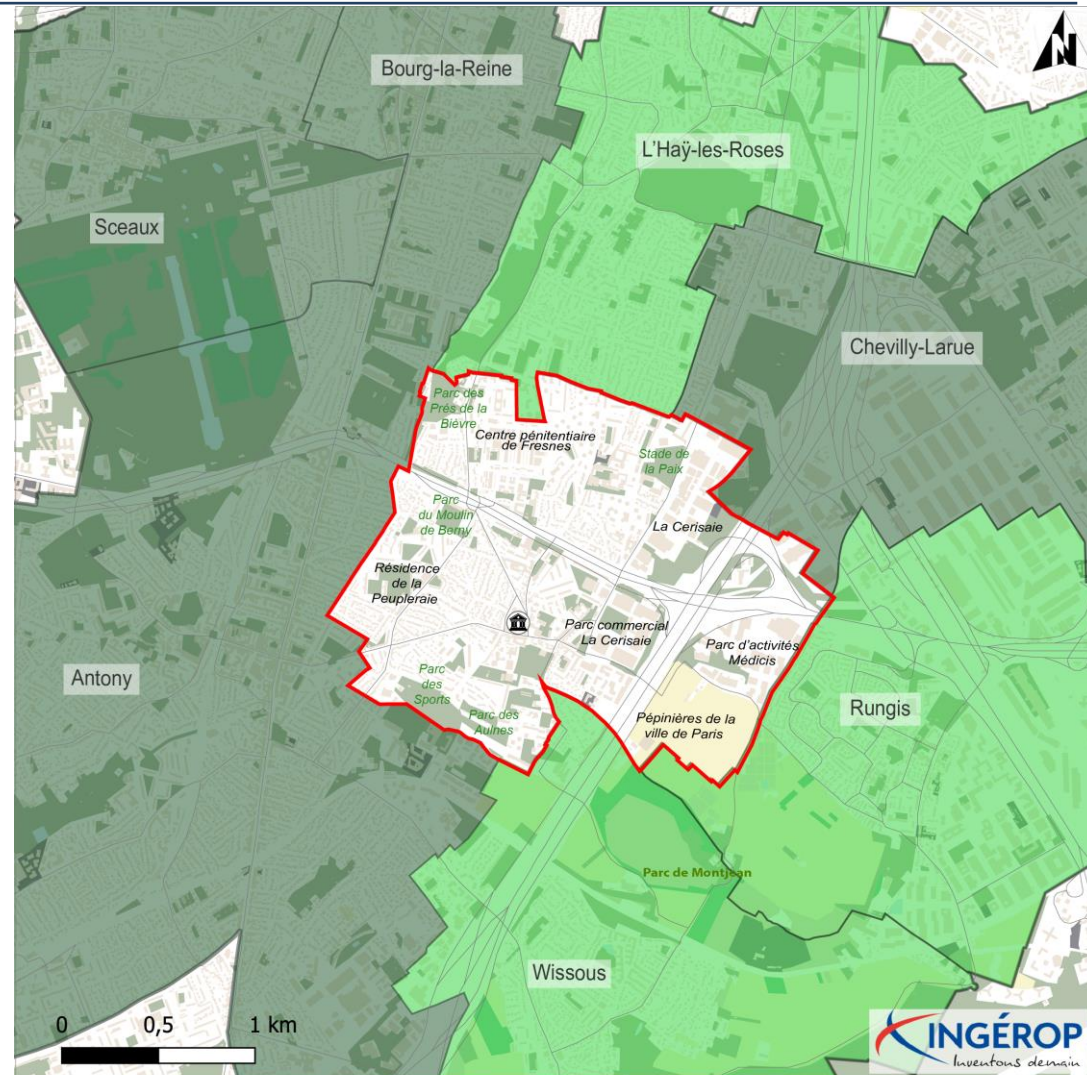 N
Bourg-la-Reine
L'Haÿ-les-Roses
Sceaux
Chevilly-Larue
Parc des
Prés de la
Bièvre
Centre pénitentiaire
de Fresnes
Stade de
la Paix
Parc
du Moulin
de Berny
La Cerisaie
Résidence
de la
Peupleraie
Parc commercial
La Cerisaie
Parc d'activités
Médicis
Antony
Parc
des
Sports
Rungis
Parc des
Aulnes
Pépinières de la
ville de Paris
Parc de Montjean
Wissous
0 0,5 1 km
INGÉROP
Inventons demain